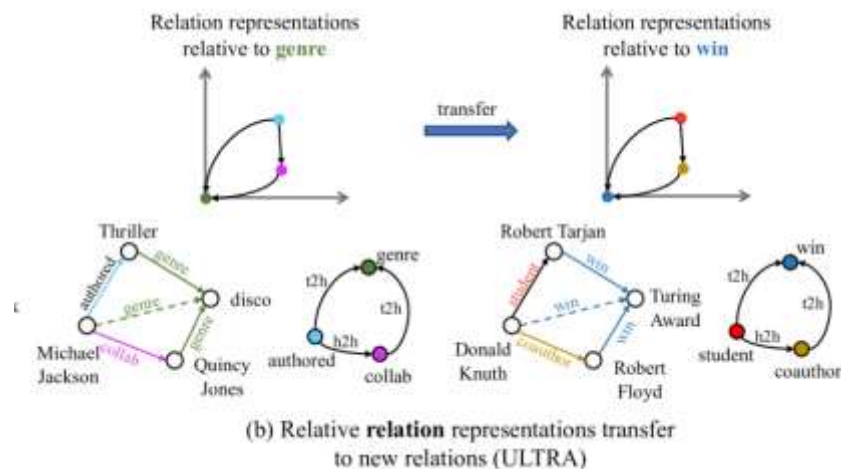 Relation representations
relative to genre
transfer
Relation representations
relative to win
Thriller
authored
genre
genre
genre
disco
Michael
Jackson
collab
Quincy
Jones
genre
t2h
t2h
h2h
authored
collab
Robert Tarjan
student
win
win
win
Turing
Award
Donald
Knuth
coauthor
Robert
Floyd
win
t2h
t2h
h2h
student
coauthor
(b) Relative relation representations transfer
to new relations (ULTRA)